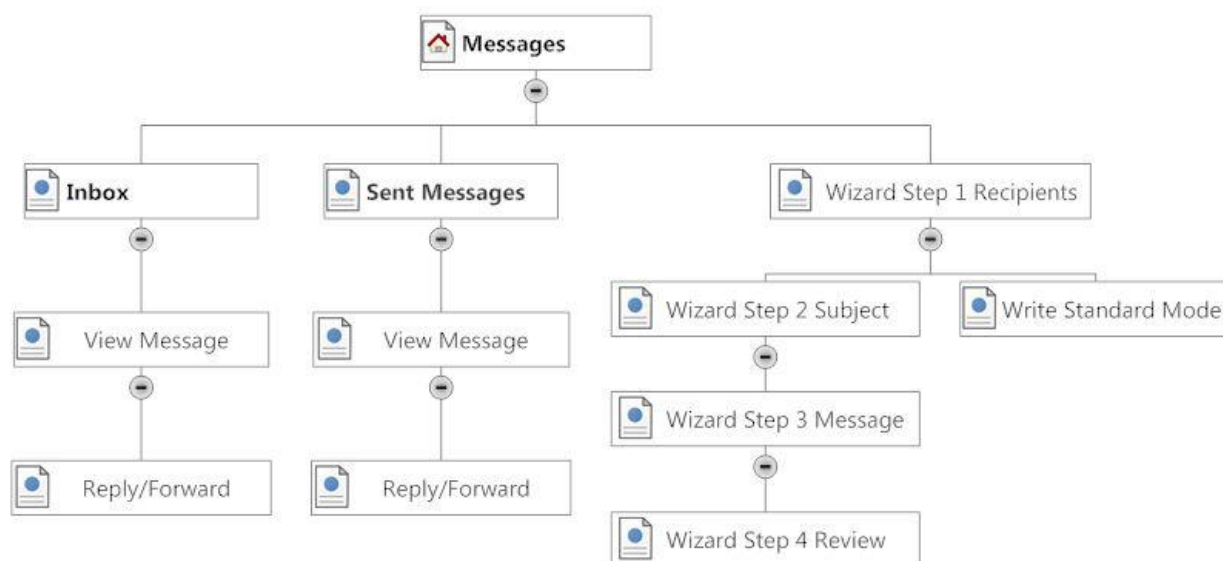 Messages
Inbox
Sent Messages
Wizard Step 1 Recipients
View Message
View Message
Wizard Step 2 Subject
Write Standard Mode
Wizard Step 3 Message
Reply/Forward
Reply/Forward
Wizard Step 4 Review